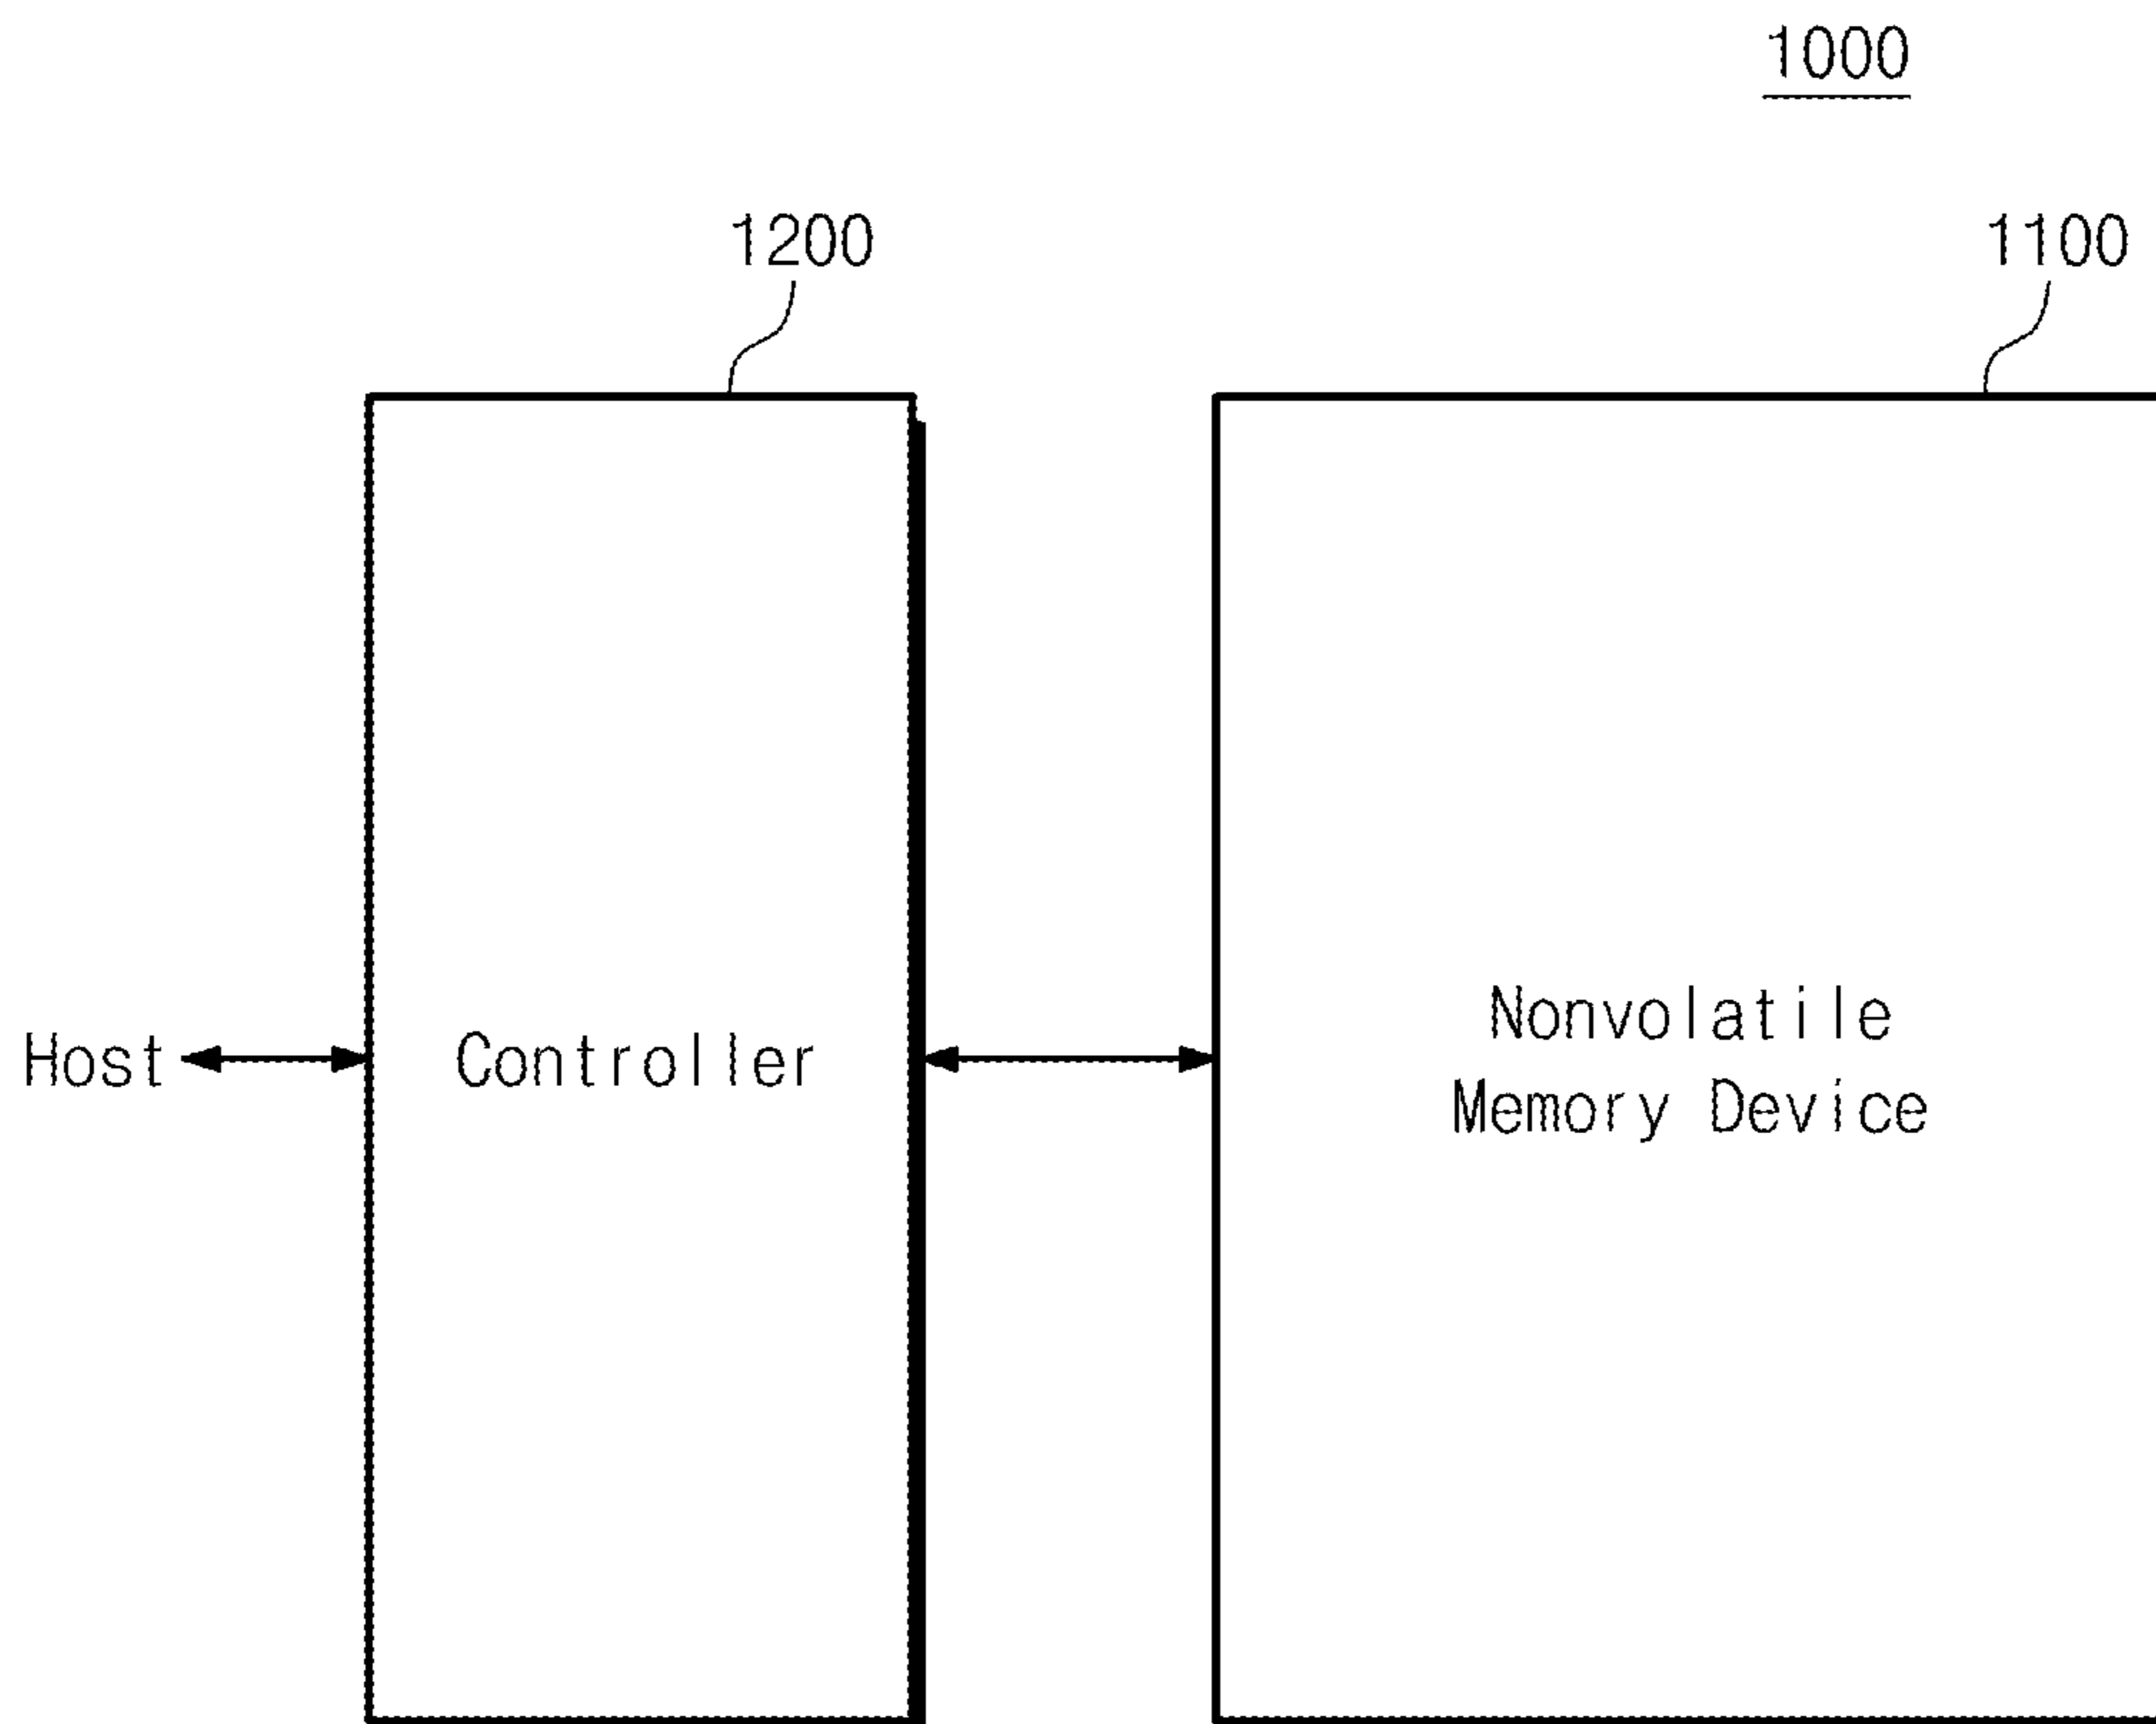 1000
1200
1100
Host
Controller
Nonvolatile
Memory Device